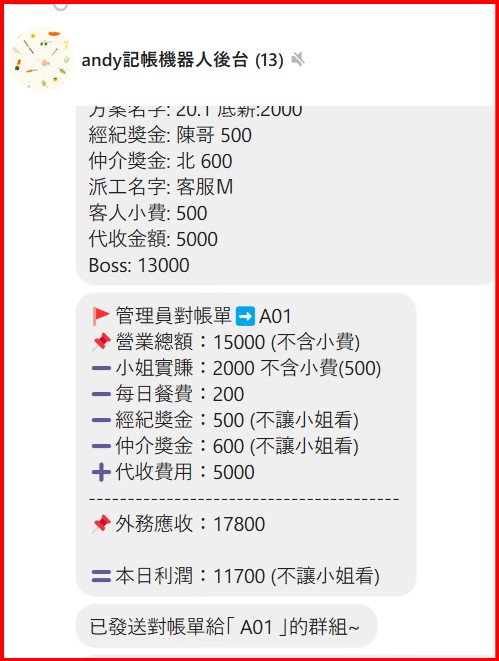 andy記帳機器人後台 (13)
方案名字: 20.1 底薪:2000
經紀獎金: 陳哥 500
仲介獎金: 北 600
派工名字: 客服M
客人小費: 500
代收金額: 5000
Boss: 13000
🚩管理員對帳單➡️A01
📌營業總額：15000 (不含小費)
➖小姐實賺：2000 不含小費(500)
➖每日餐費：200
➖經紀獎金：500 (不讓小姐看)
➖仲介獎金：600 (不讓小姐看)
➕代收費用：5000
-----------------------------------
📌外務應收：17800
🟰本日利潤：11700 (不讓小姐看)
已發送對帳單給「 A01 」的群組~